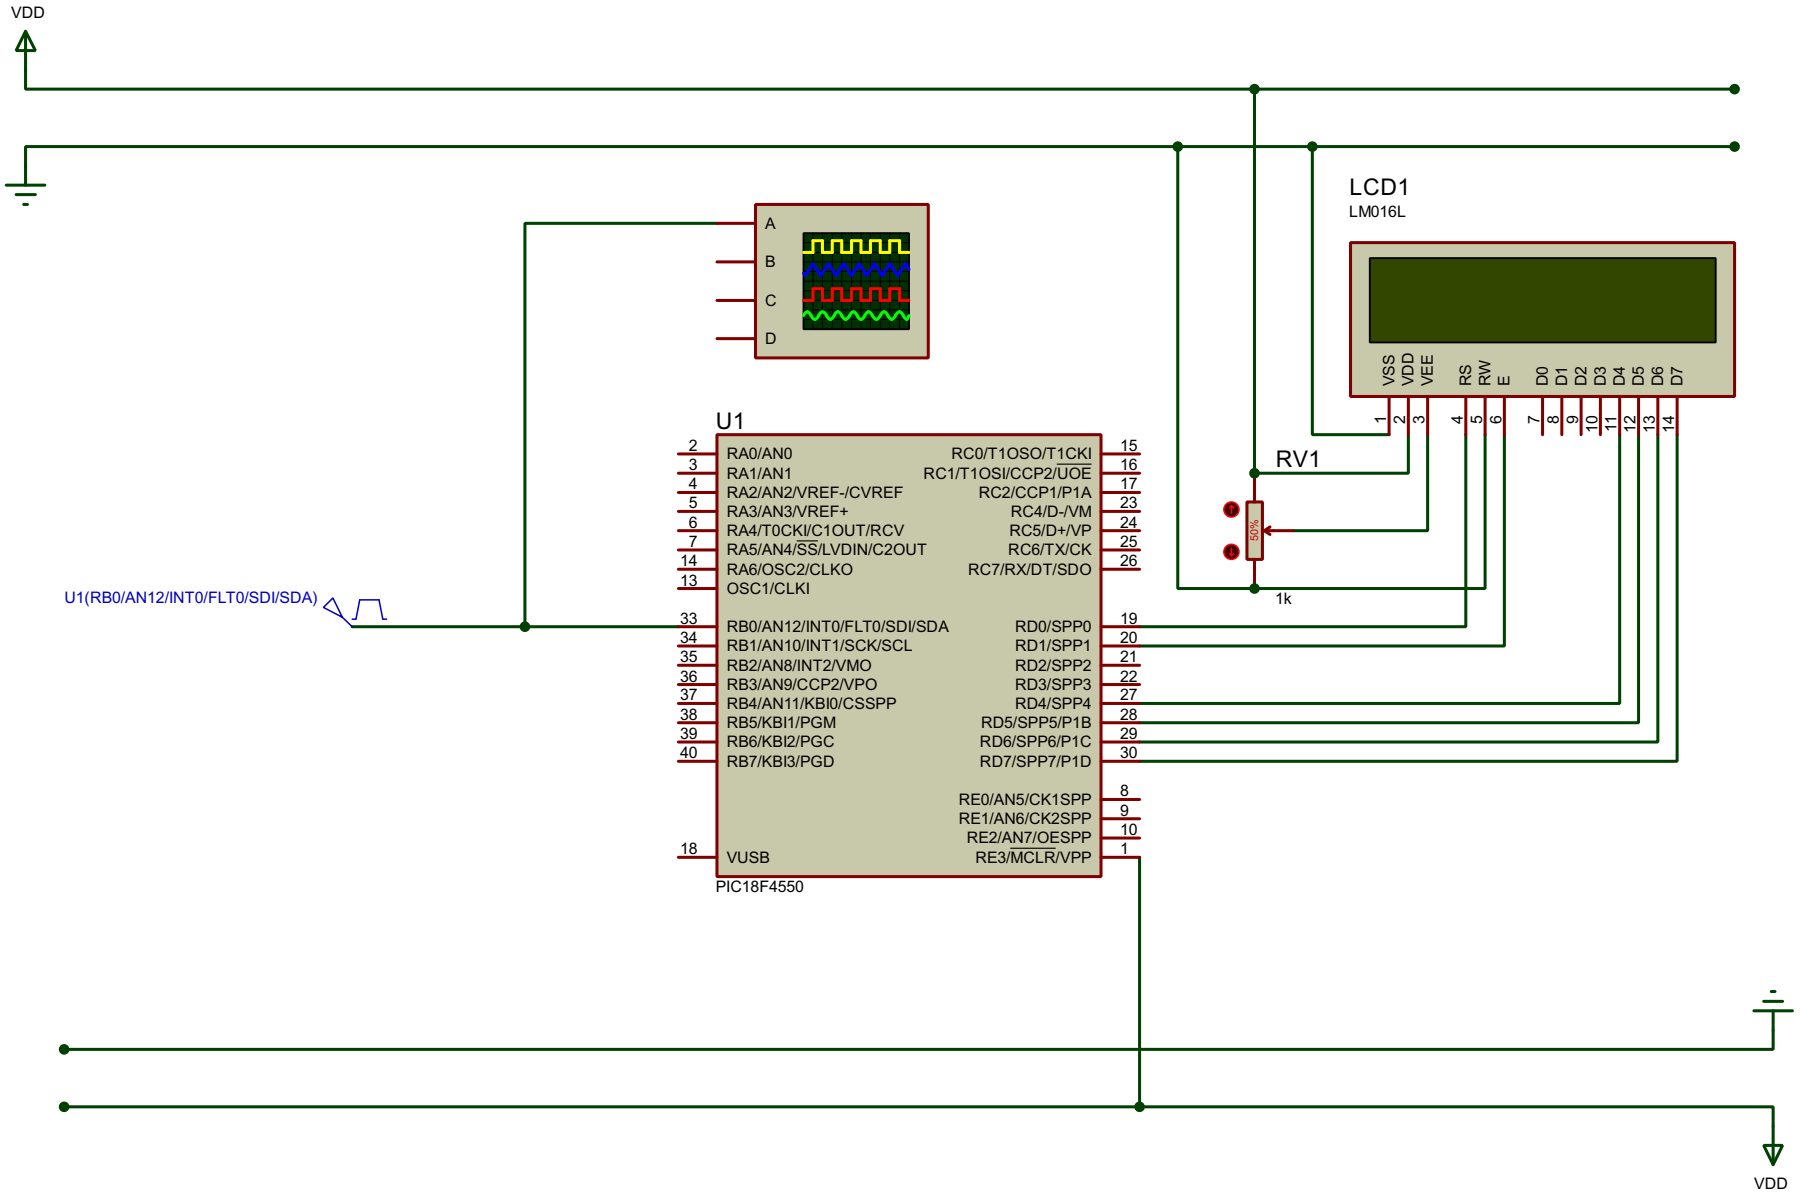 VDD
LCD1
LM016L
A
B
C
D
VSS
VDD
VEE
RS
RW
E
D0
D1
D2
D3
D4
D5
D6
D7
1
2
3
4
5
6
7
8
9
10
11
12
13
14
RV1
50%
1k
U1
2 RA0/AN0
3 RA1/AN1
4 RA2/AN2/VREF-/CVREF
5 RA3/AN3/VREF+
6 RA4/T0CKI/C1OUT/RCV
7 RA5/AN4/SS/LVDIN/C2OUT
14 RA6/OSC2/CLKO
13 OSC1/CLKI
U1(RB0/AN12/INT0/FLT0/SDI/SDA)
33 RB0/AN12/INT0/FLT0/SDI/SDA
34 RB1/AN10/INT1/SCK/SCL
35 RB2/AN8/INT2/VMO
36 RB3/AN9/CCP2/VPO
37 RB4/AN11/KBI0/CSSPP
38 RB5/KBI1/PGM
39 RB6/KBI2/PGC
40 RB7/KBI3/PGD
18 VUSB
RC0/T1OSO/T1CKI 15
RC1/T1OSI/CCP2/UOE 16
RC2/CCP1/P1A 17
RC4/D-/VM 23
RC5/D+/VP 24
RC6/TX/CK 25
RC7/RX/DT/SDO 26
RD0/SPP0 19
RD1/SPP1 20
RD2/SPP2 21
RD3/SPP3 22
RD4/SPP4 27
RD5/SPP5/P1B 28
RD6/SPP6/P1C 29
RD7/SPP7/P1D 30
RE0/AN5/CK1SPP 8
RE1/AN6/CK2SPP 9
RE2/AN7/OESPP 10
RE3/MCLR/VPP 1
PIC18F4550
VDD